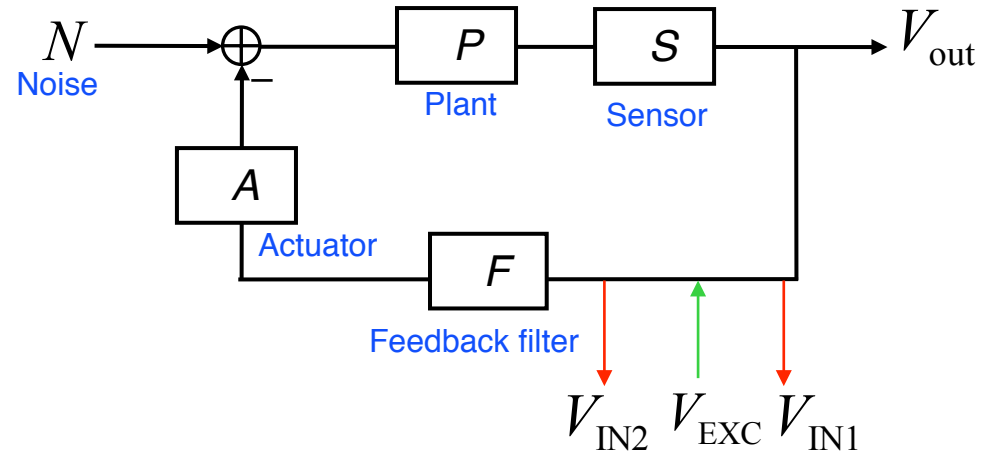 N
Noise
−
P
Plant
S
Sensor
Vout
A
Actuator
F
Feedback filter
VIN2
VEXC
VIN1